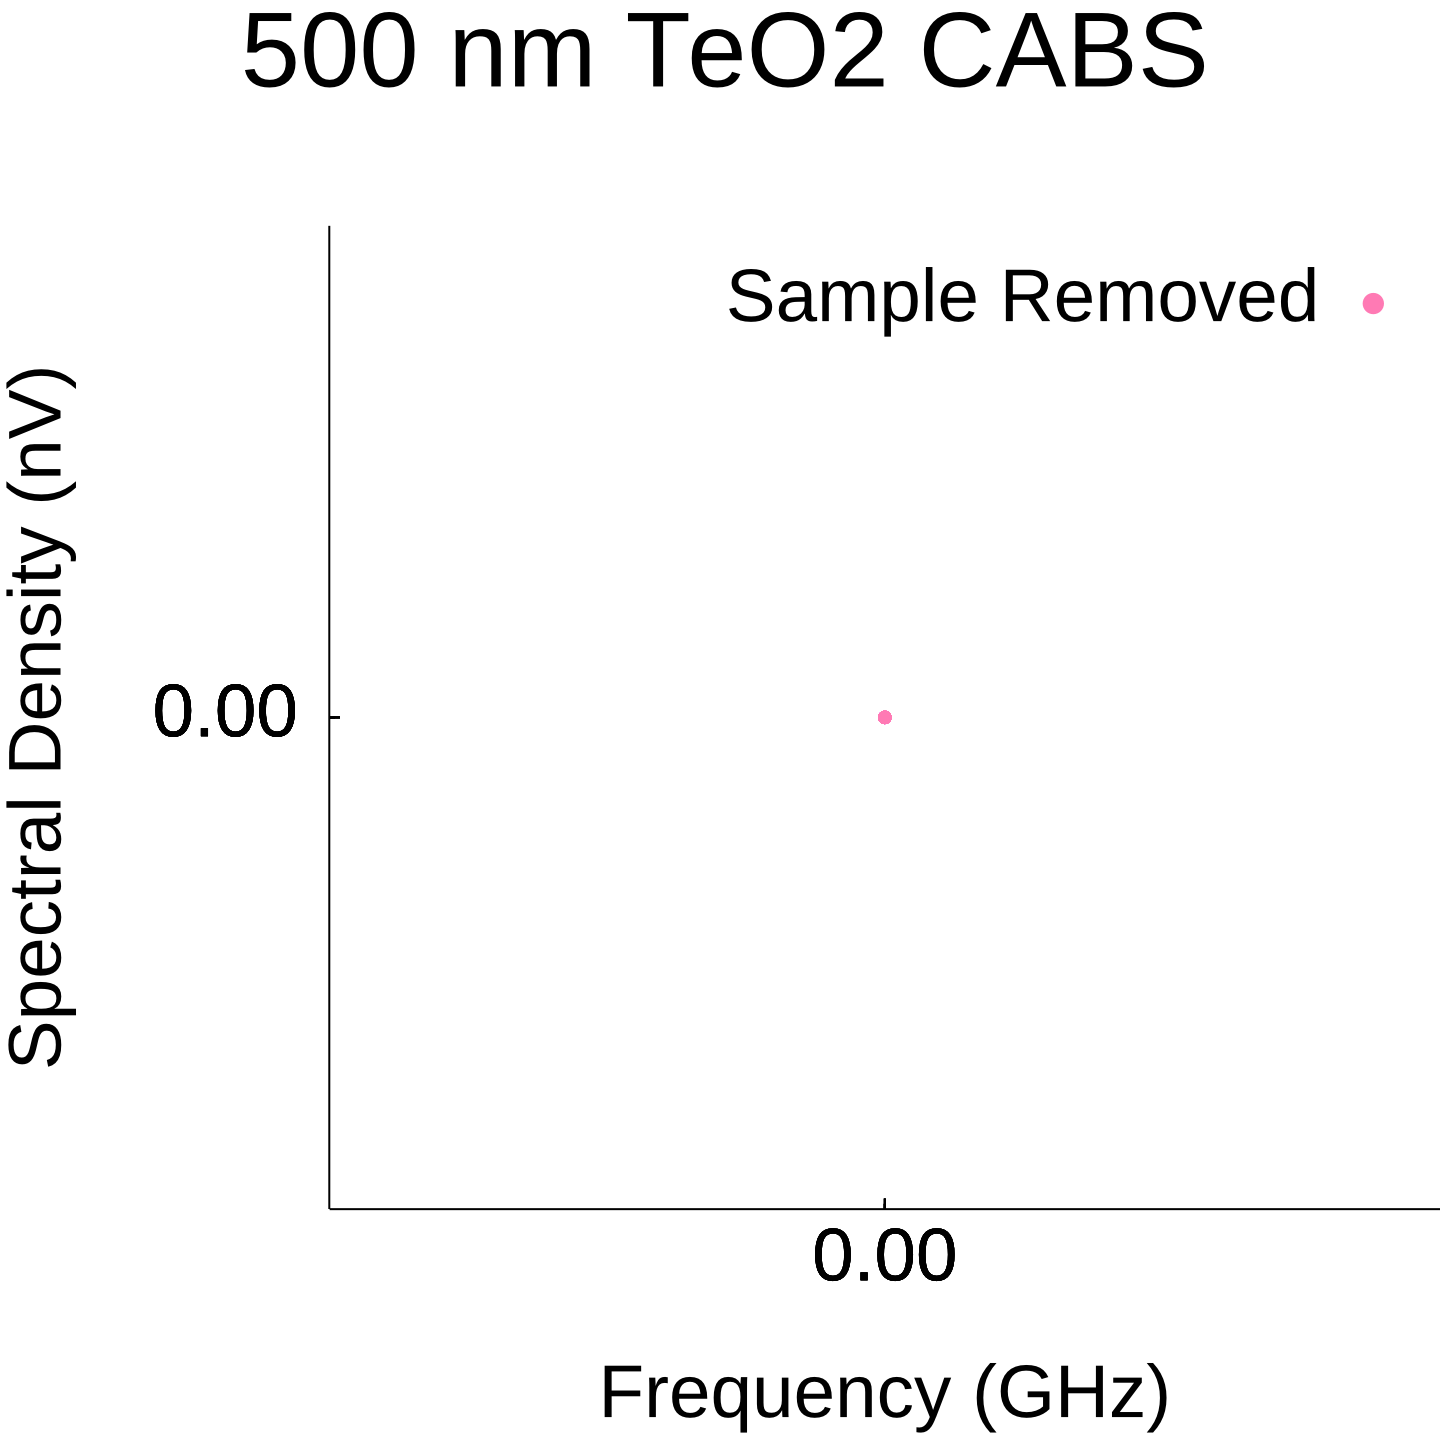 500 nm TeO2 CABS
Sample Removed
Spectral Density (nV)
0.00
0.00
Frequency (GHz)